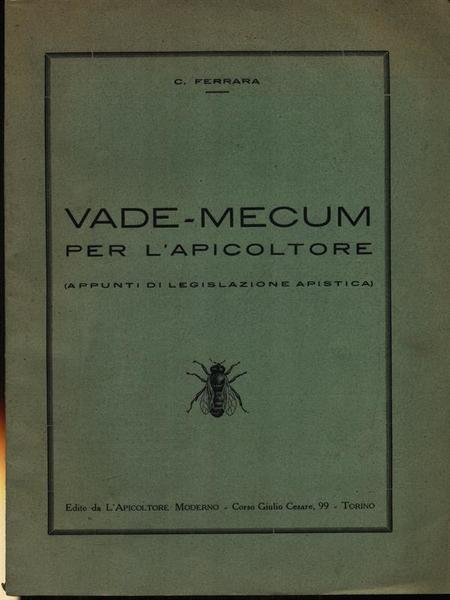 C. FERRARA
VADE-MECUM
PER L'APICOLTORE
(APPUNTI DI LEGISLAZIONE APISTICA)
Edito da L'APICOLTORE MODERNO - Corso Giulio Cesare, 99 - TORINO